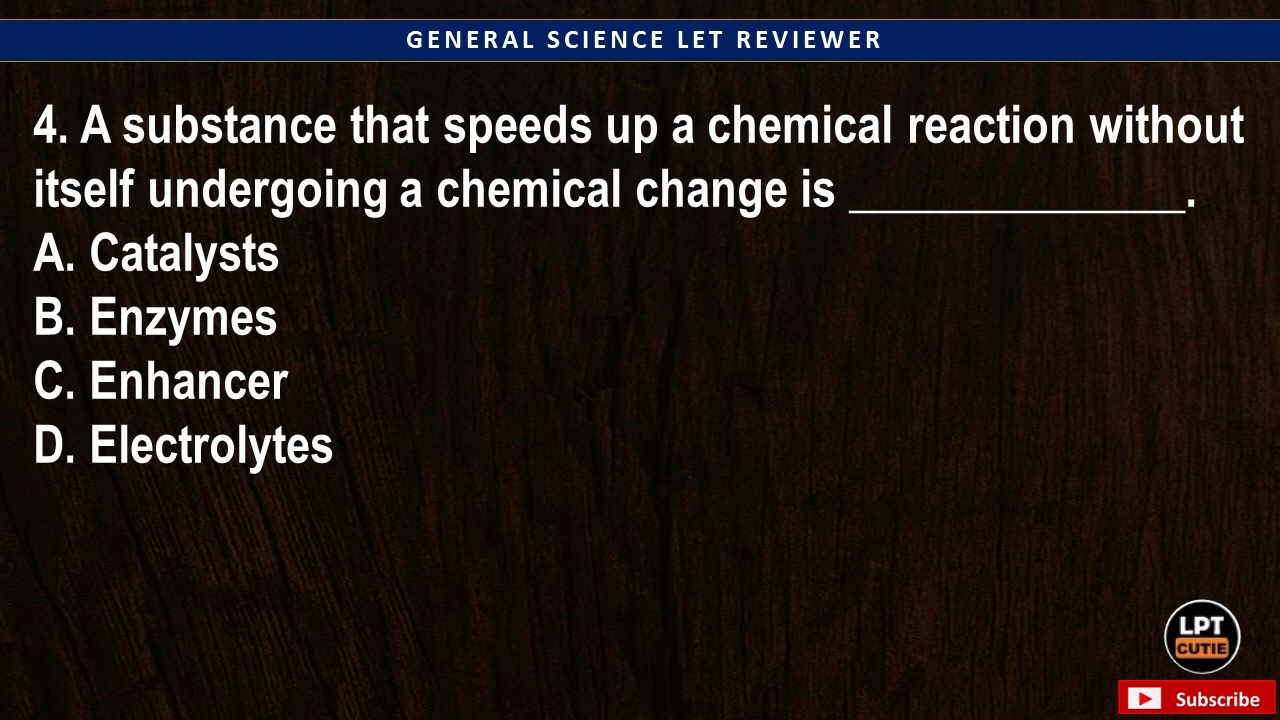 GENERAL SCIENCE LET REVIEWER
4. A substance that speeds up a chemical reaction without
itself undergoing a chemical change is _______________.
A. Catalysts
B. Enzymes
C. Enhancer
D. Electrolytes
LPT
CUTIE
Subscribe